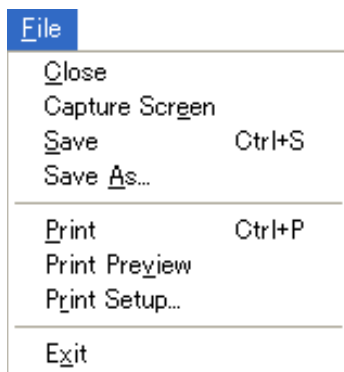 File
Close
Capture Screen
Save Ctrl+S
Save As...
Print Ctrl+P
Print Preview
Print Setup...
Exit